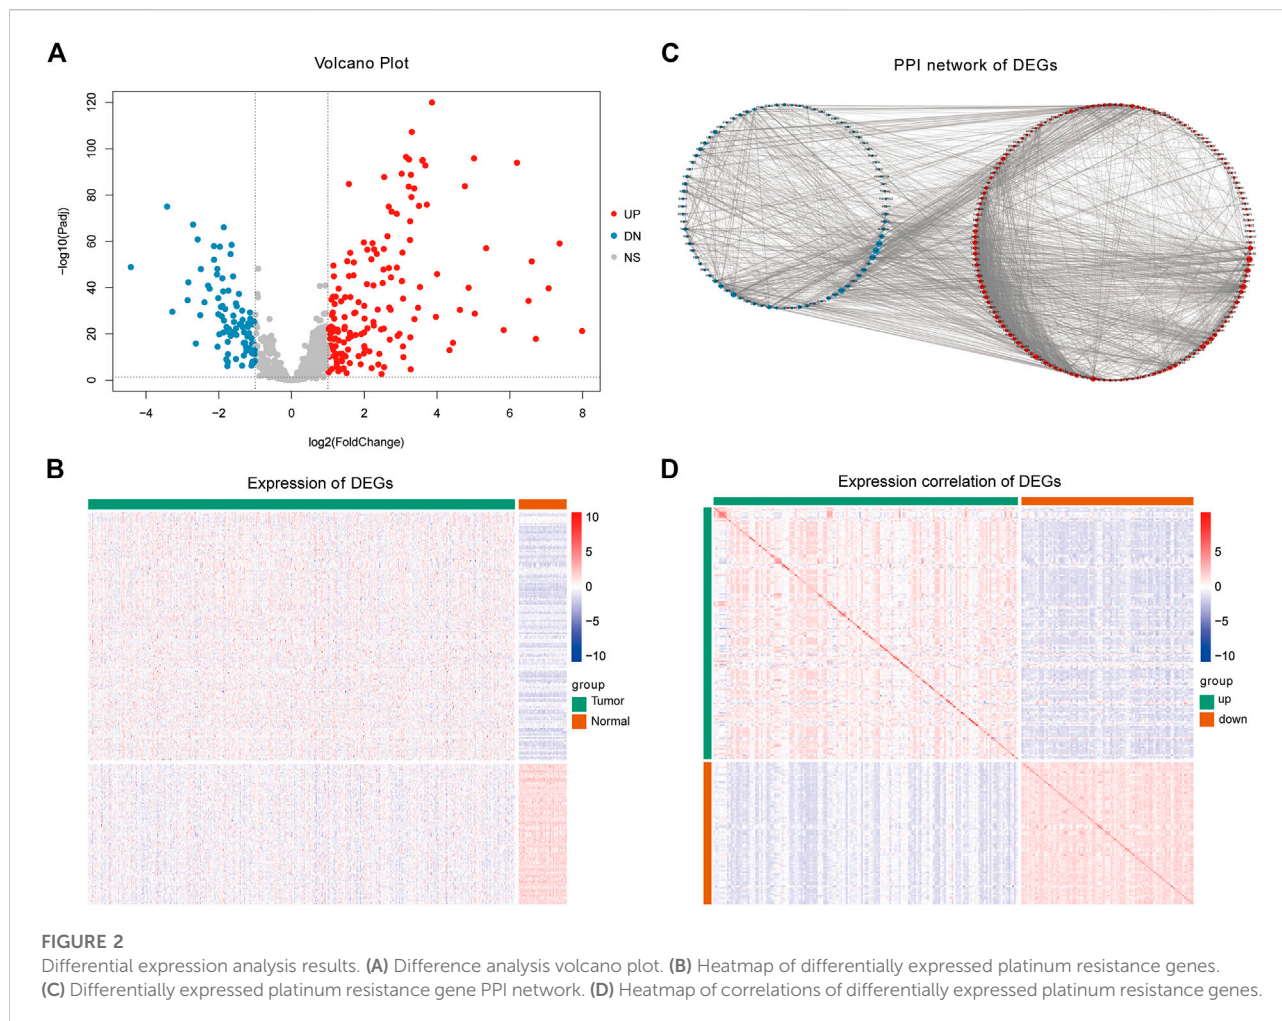 A
Volcano Plot
120
100
80
60
40
20
0
−log10(Padj)
−4
−2
0
2
4
6
8
log2(FoldChange)
UP
DN
NS
C
PPI network of DEGs
B
Expression of DEGs
10
5
0
−5
−10
group
Tumor
Normal
D
Expression correlation of DEGs
10
5
0
−5
−10
group
up
down
FIGURE 2
Differential expression analysis results. (A) Difference analysis volcano plot. (B) Heatmap of differentially expressed platinum resistance genes.
(C) Differentially expressed platinum resistance gene PPI network. (D) Heatmap of correlations of differentially expressed platinum resistance genes.